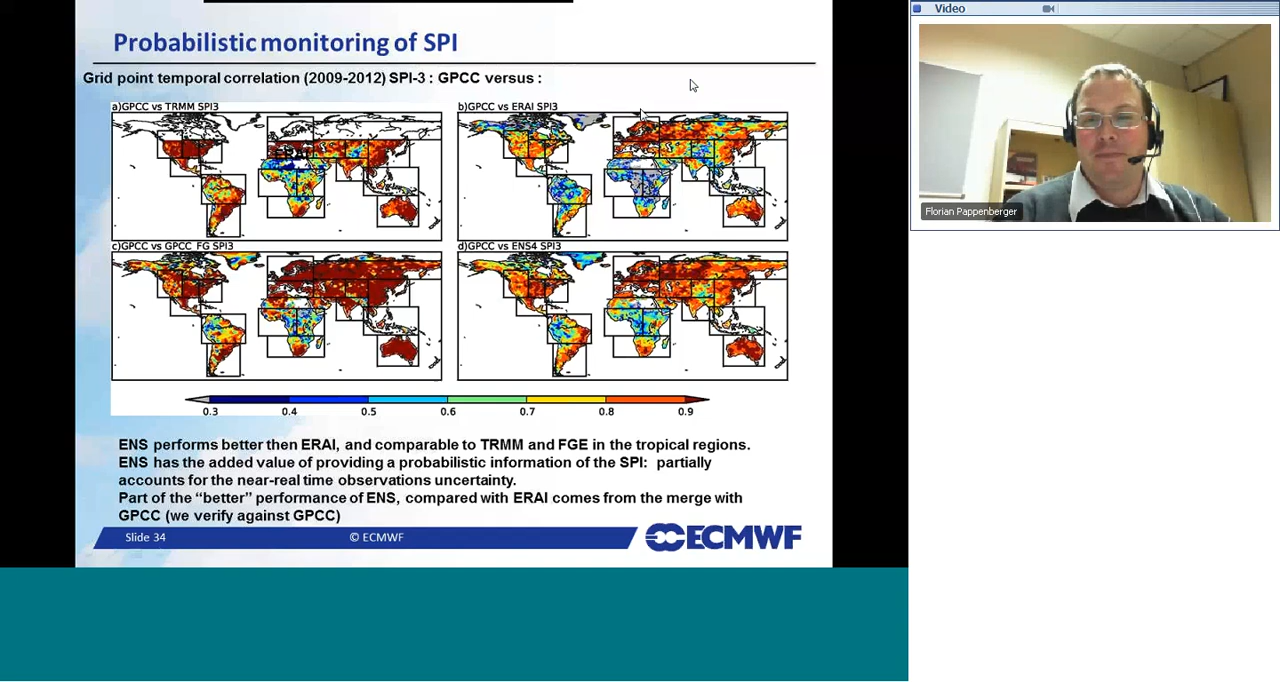 Probabilistic monitoring of SPI
Grid point temporal correlation (2009-2012) SPI-3 : GPCC versus :
a)GPCC vs TRMM SPI3
b)GPCC vs ERAI SPI3
c)GPCC vs GPCC_FG SPI3
d)GPCC vs ENS4 SPI3
0.3 0.4 0.5 0.6 0.7 0.8 0.9
ENS performs better then ERAI, and comparable to TRMM and FGE in the tropical regions.
ENS has the added value of providing a probabilistic information of the SPI: partially
accounts for the near-real time observations uncertainty.
Part of the “better” performance of ENS, compared with ERAI comes from the merge with
GPCC (we verify against GPCC)
Slide 34
© ECMWF
ECMWF
Video
Florian Pappenberger